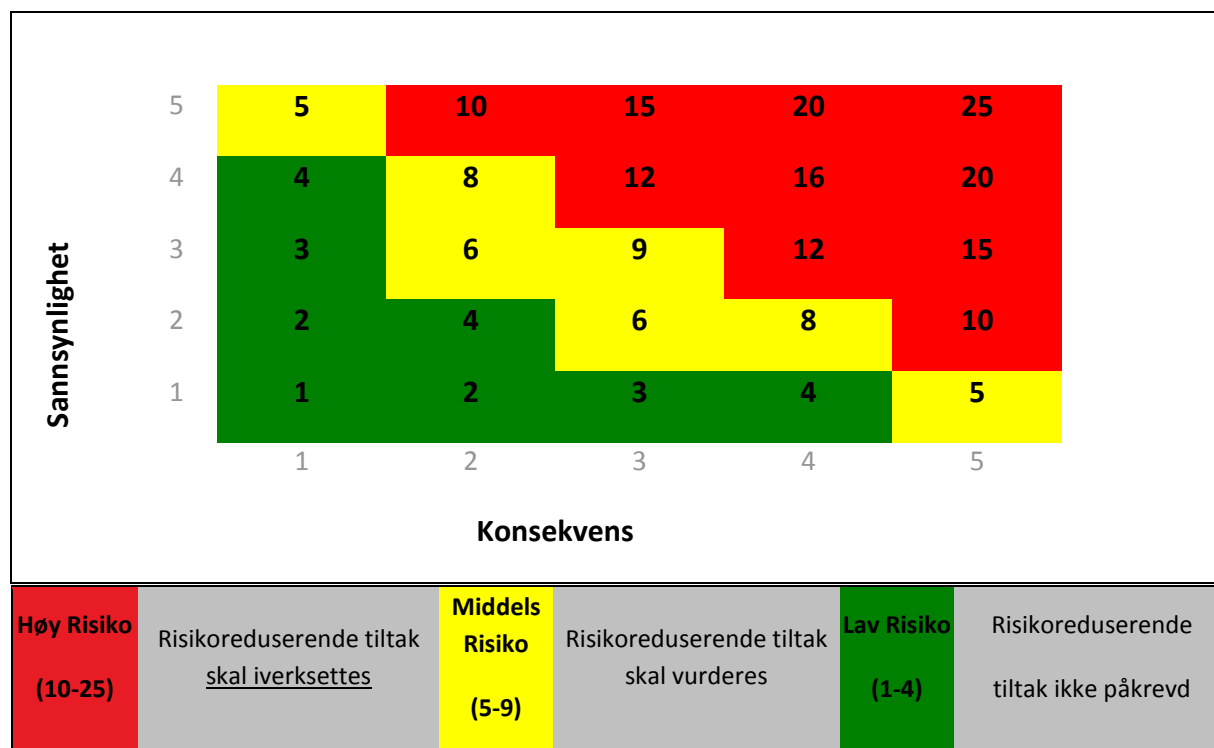 5 5 10 15 20 25
4 4 8 12 16 20
3 3 6 9 12 15
2 2 4 6 8 10
1 1 2 3 4 5
1 2 3 4 5
Sannsynlighet
Konsekvens
Høy Risiko
(10-25)
Risikoreduserende tiltak
skal iverksettes
Middels
Risiko
(5-9)
Risikoreduserende tiltak
skal vurderes
Lav Risiko
(1-4)
Risikoreduserende
tiltak ikke påkrevd